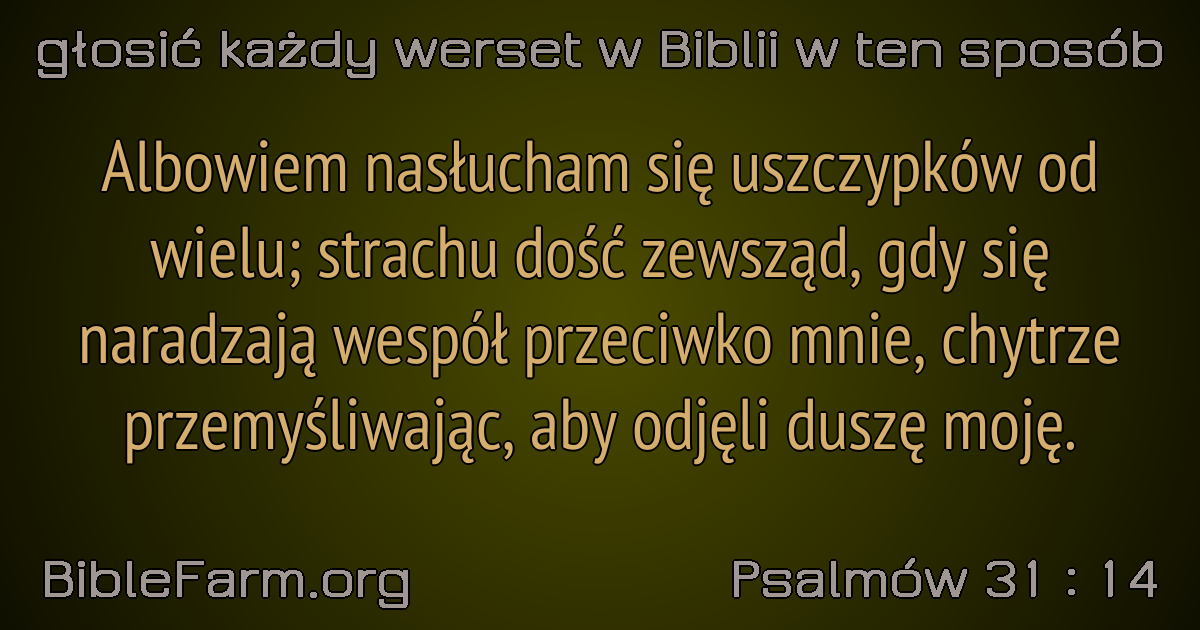 głosić każdy werset w Biblii w ten sposób
Albowiem nasłucham się uszczypków od
wielu; strachu dość zewsząd, gdy się
naradzają wespół przeciwko mnie, chytrze
przemyśliwając, aby odjęli duszę moję.
BibleFarm.org
Psalmów 31 : 14